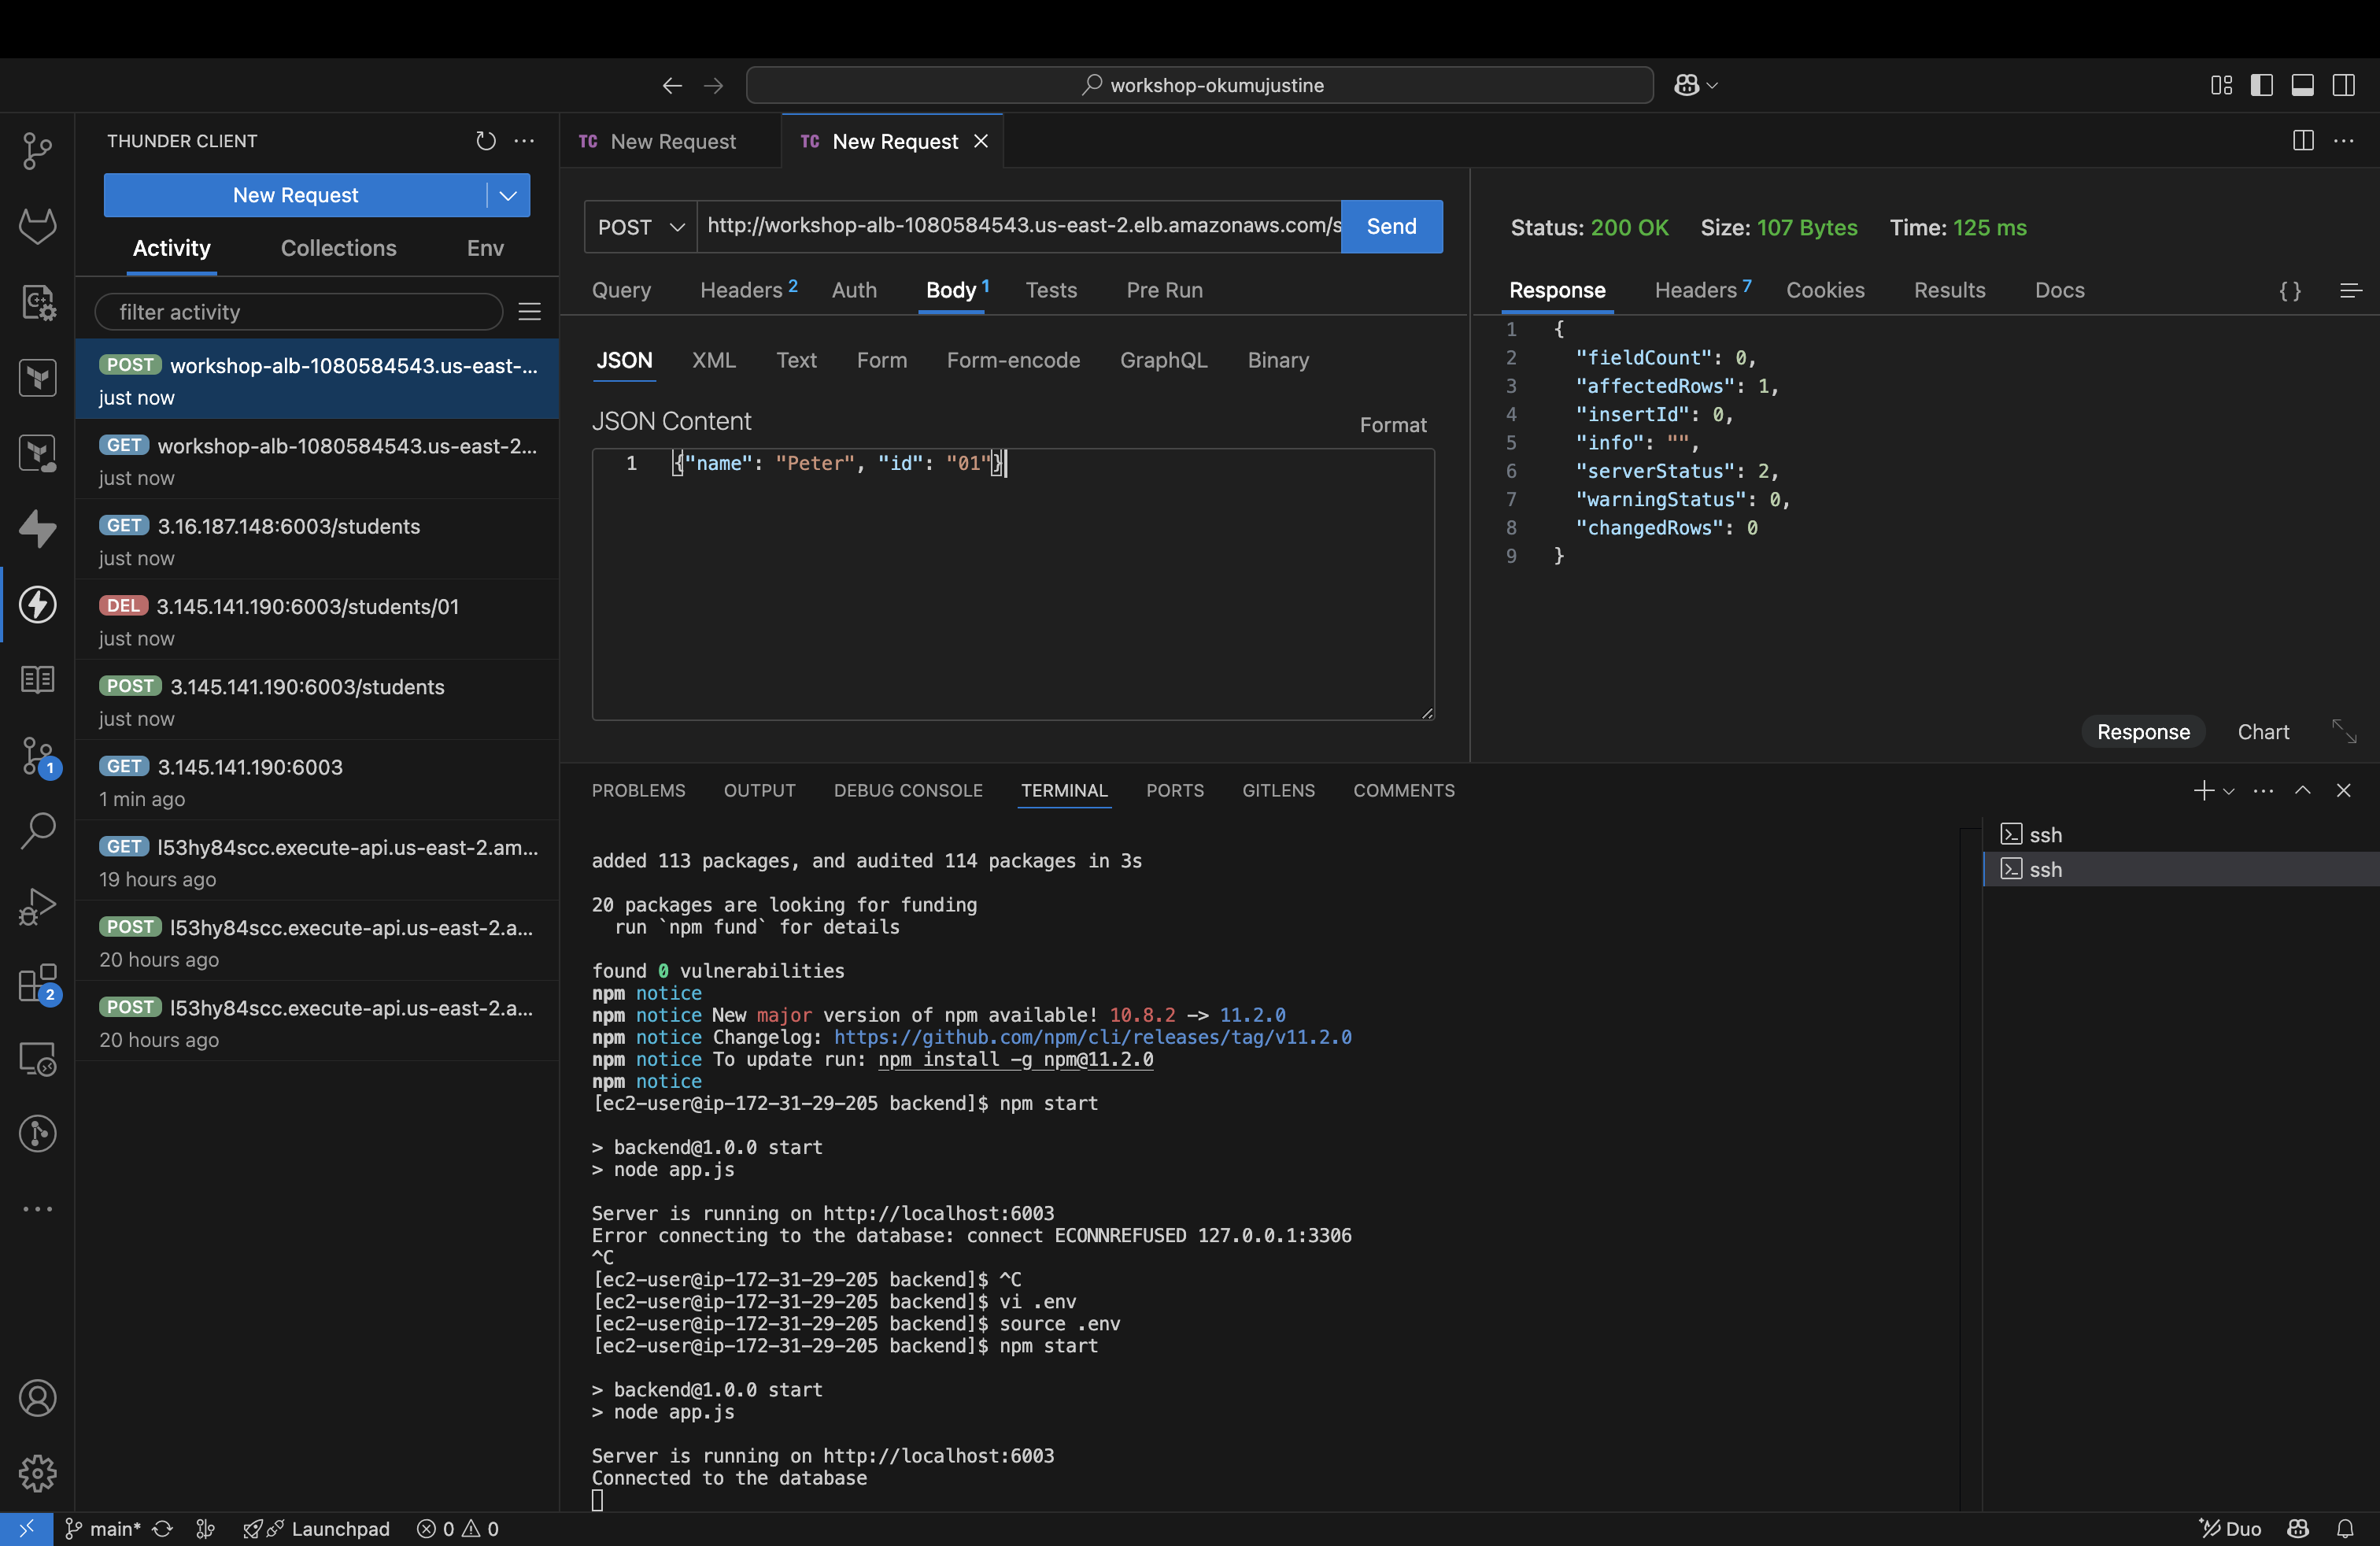 workshop-okumujustine
THUNDER CLIENT
New Request
Activity Collections Env
filter activity
POST workshop-alb-1080584543.us-east-...
just now
GET workshop-alb-1080584543.us-east-2...
just now
GET 3.16.187.148:6003/students
just now
DEL 3.145.141.190:6003/students/01
just now
POST 3.145.141.190:6003/students
just now
GET 3.145.141.190:6003
1 min ago
GET l53hy84scc.execute-api.us-east-2.am...
19 hours ago
POST l53hy84scc.execute-api.us-east-2.a...
20 hours ago
POST l53hy84scc.execute-api.us-east-2.a...
20 hours ago
1
2
TC New Request
TC New Request
POST http://workshop-alb-1080584543.us-east-2.elb.amazonaws.com/s Send
Query Headers 2 Auth Body 1 Tests Pre Run
JSON XML Text Form Form-encode GraphQL Binary
JSON Content
Format
1 {"name": "Peter", "id": "01"}
Status: 200 OK Size: 107 Bytes Time: 125 ms
Response Headers 7 Cookies Results Docs { }
1 {
2 "fieldCount": 0,
3 "affectedRows": 1,
4 "insertId": 0,
5 "info": "",
6 "serverStatus": 2,
7 "warningStatus": 0,
8 "changedRows": 0
9 }
Response Chart
PROBLEMS OUTPUT DEBUG CONSOLE TERMINAL PORTS GITLENS COMMENTS
added 113 packages, and audited 114 packages in 3s
20 packages are looking for funding
run `npm fund` for details
found 0 vulnerabilities
npm notice
npm notice New major version of npm available! 10.8.2 -> 11.2.0
npm notice Changelog: https://github.com/npm/cli/releases/tag/v11.2.0
npm notice To update run: npm install -g npm@11.2.0
npm notice
[ec2-user@ip-172-31-29-205 backend]$ npm start
> backend@1.0.0 start
> node app.js
Server is running on http://localhost:6003
Error connecting to the database: connect ECONNREFUSED 127.0.0.1:3306
^C
[ec2-user@ip-172-31-29-205 backend]$ ^C
[ec2-user@ip-172-31-29-205 backend]$ vi .env
[ec2-user@ip-172-31-29-205 backend]$ source .env
[ec2-user@ip-172-31-29-205 backend]$ npm start
> backend@1.0.0 start
> node app.js
Server is running on http://localhost:6003
Connected to the database
ssh
ssh
main* Launchpad 0 0
Duo